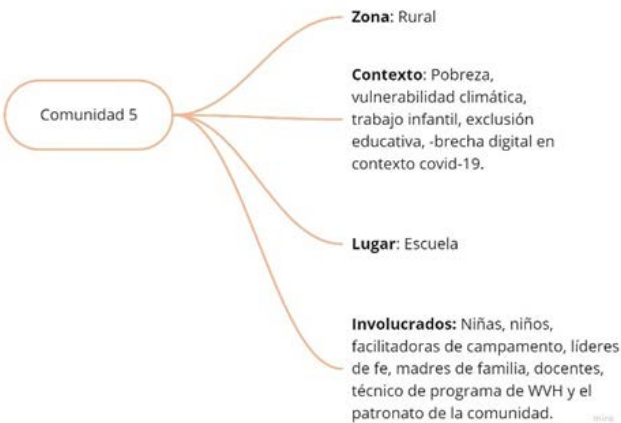 Comunidad 5
Zona: Rural
Contexto: Pobreza,
vulnerabilidad climática,
trabajo infantil, exclusión
educativa, -brecha digital en
contexto covid-19.
Lugar: Escuela
Involucrados: Niñas, niños,
facilitadoras de campamento, líderes
de fe, madres de familia, docentes,
técnico de programa de WVH y el
patronato de la comunidad.
miro